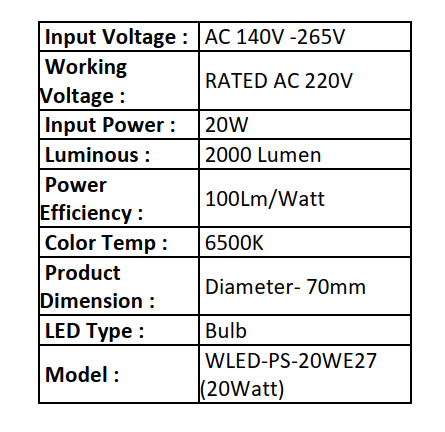 Input Voltage : AC 140V -265V
Working
Voltage : RATED AC 220V
Input Power : 20W
Luminous : 2000 Lumen
Power
Efficiency : 100Lm/Watt
Color Temp : 6500K
Product
Dimension : Diameter- 70mm
LED Type : Bulb
Model : WLED-PS-20WE27
(20Watt)